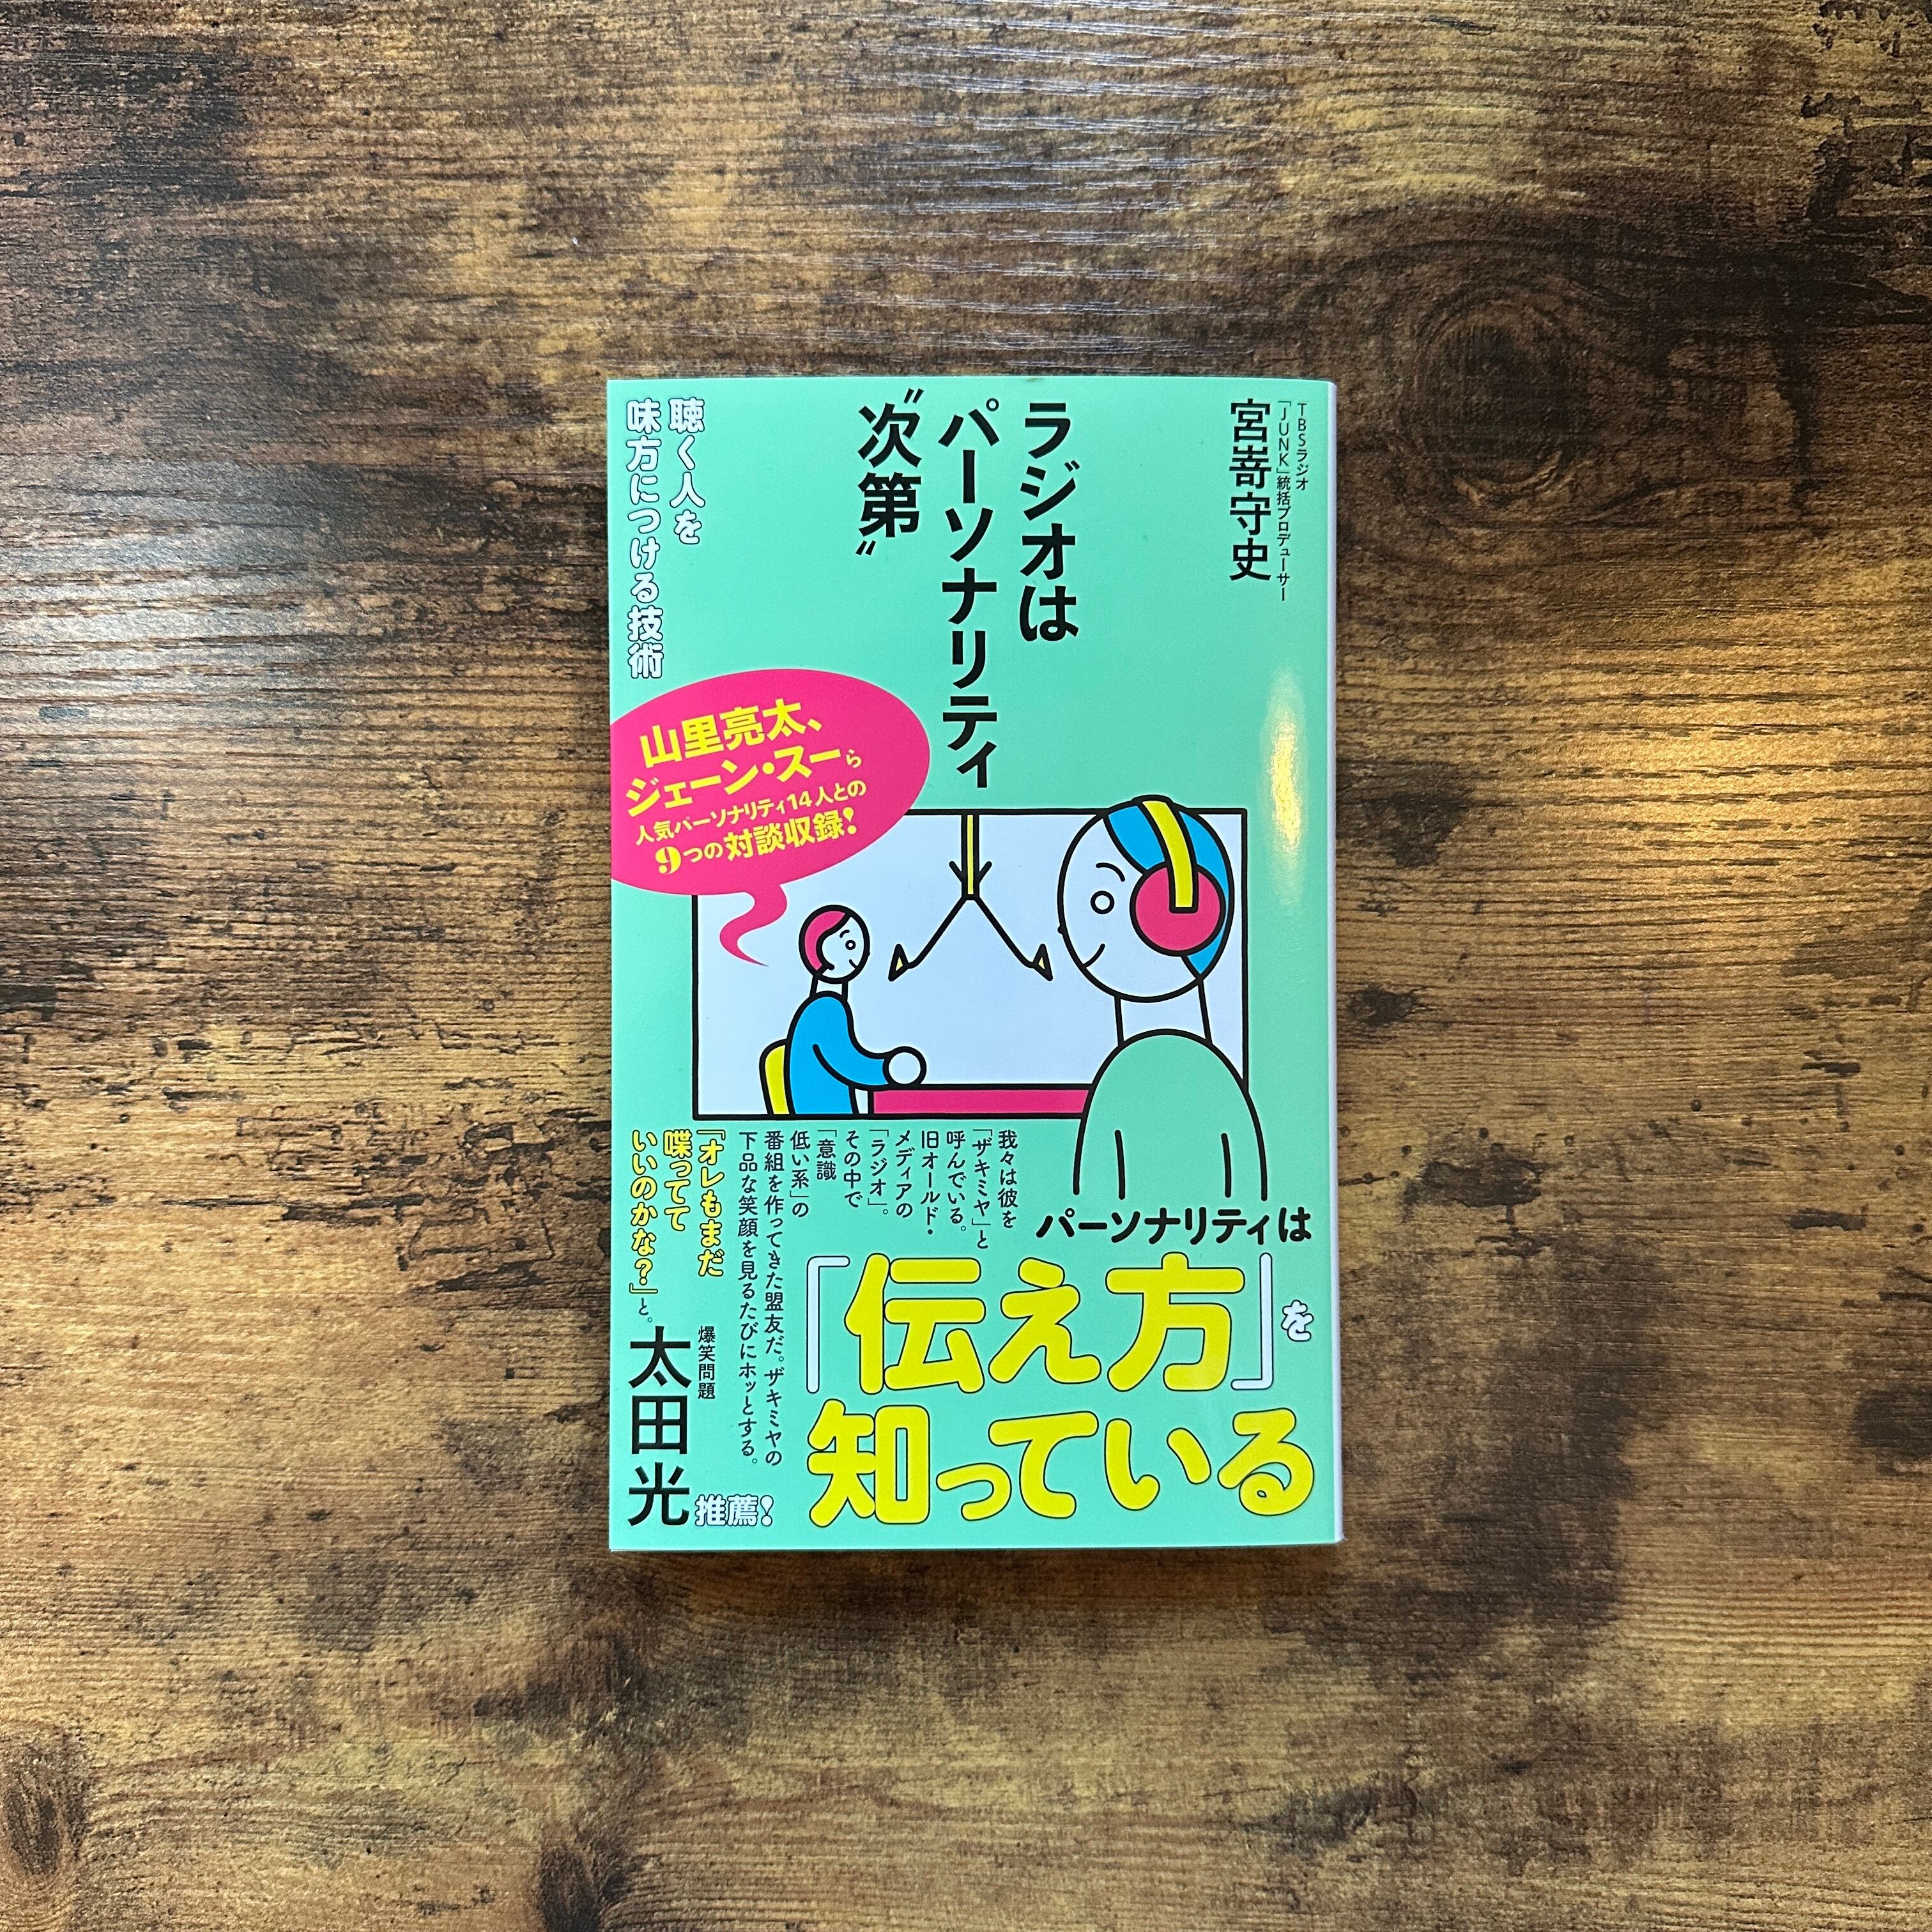 TBSラジオ
「JUNK」統括プロデューサー
宮嵜守史
ラジオは
パーソナリティ
〝次第〟
聴く人を
味方につける技術
山里亮太、
ジェーン・スーら
人気パーソナリティ14人との
9つの対談収録!
パーソナリティは
「伝え方」を
知っている
我々は彼を
「ザキミヤ」と
呼んでいる。
旧オールド・
メディアの
「ラジオ」。
その中で
「意識
低い系」の
番組を作ってきた盟友だ。ザキミヤの
下品な笑顔を見るたびにホッとする。
『オレもまだ
喋ってて
いいのかな?』と。
爆笑問題
太田光
推薦!